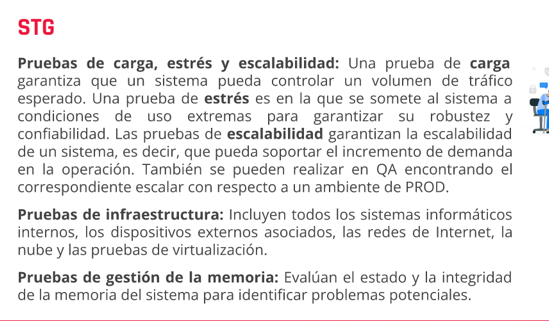 STG
Pruebas de carga, estrés y escalabilidad: Una prueba de carga
garantiza que un sistema pueda controlar un volumen de tráfico
esperado. Una prueba de estrés es en la que se somete al sistema a
condiciones de uso extremas para garantizar su robustez y
confiabilidad. Las pruebas de escalabilidad garantizan la escalabilidad
de un sistema, es decir, que pueda soportar el incremento de demanda
en la operación. También se pueden realizar en QA encontrando el
correspondiente escalar con respecto a un ambiente de PROD.
Pruebas de infraestructura: Incluyen todos los sistemas informáticos
internos, los dispositivos externos asociados, las redes de Internet, la
nube y las pruebas de virtualización.
Pruebas de gestión de la memoria: Evalúan el estado y la integridad
de la memoria del sistema para identificar problemas potenciales.